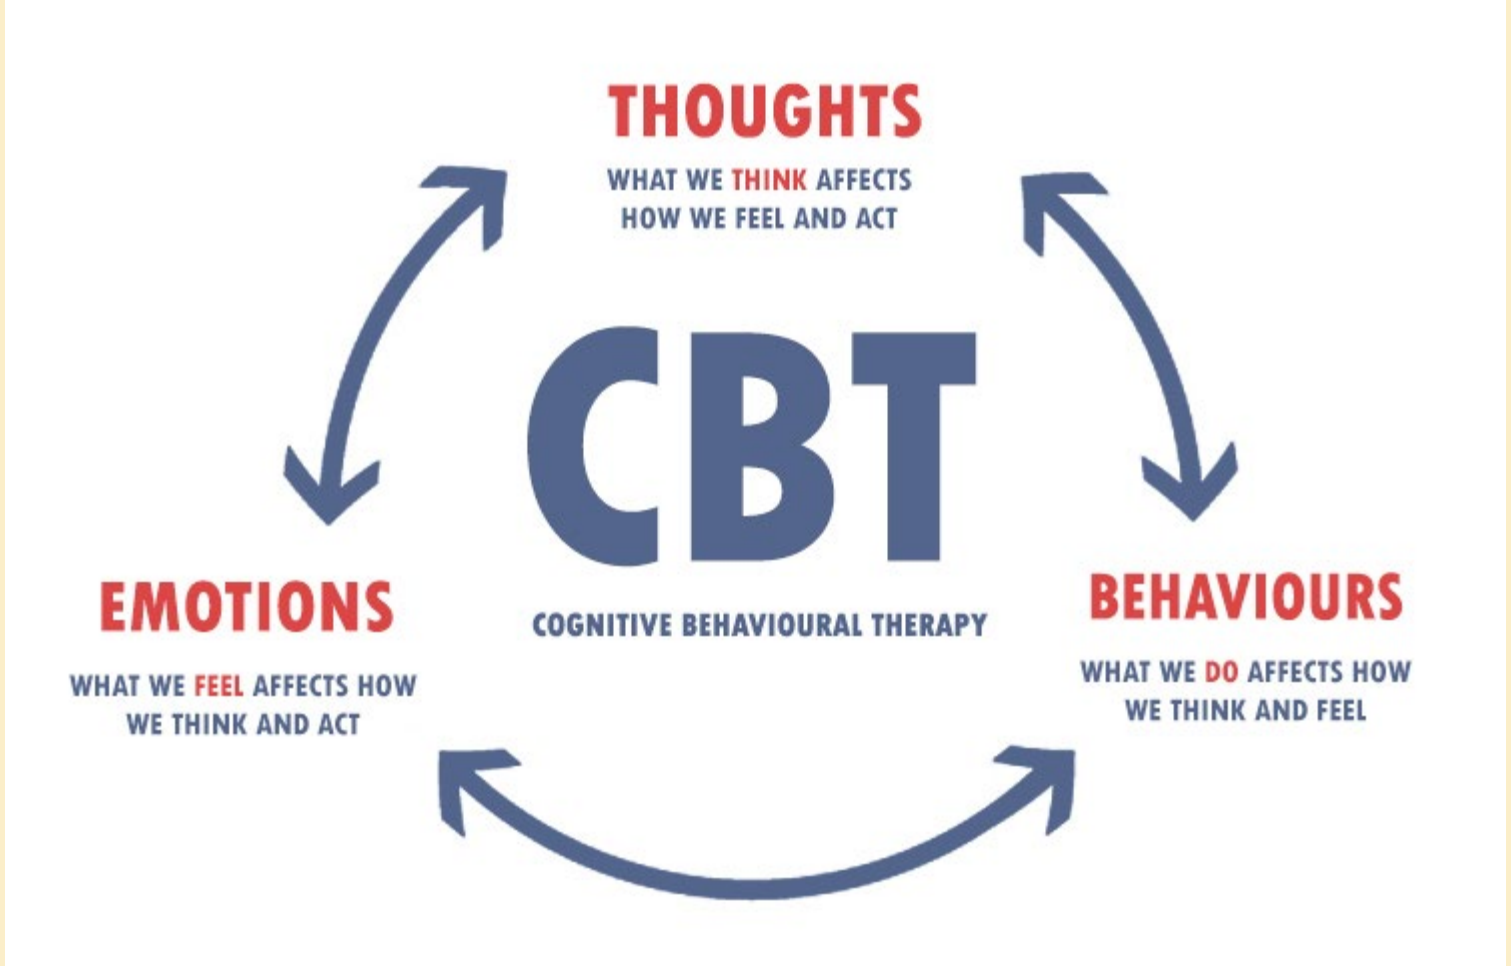 THOUGHTS
WHAT WE THINK AFFECTS
HOW WE FEEL AND ACT
CBT
COGNITIVE BEHAVIOURAL THERAPY
EMOTIONS
WHAT WE FEEL AFFECTS HOW
WE THINK AND ACT
BEHAVIOURS
WHAT WE DO AFFECTS HOW
WE THINK AND FEEL